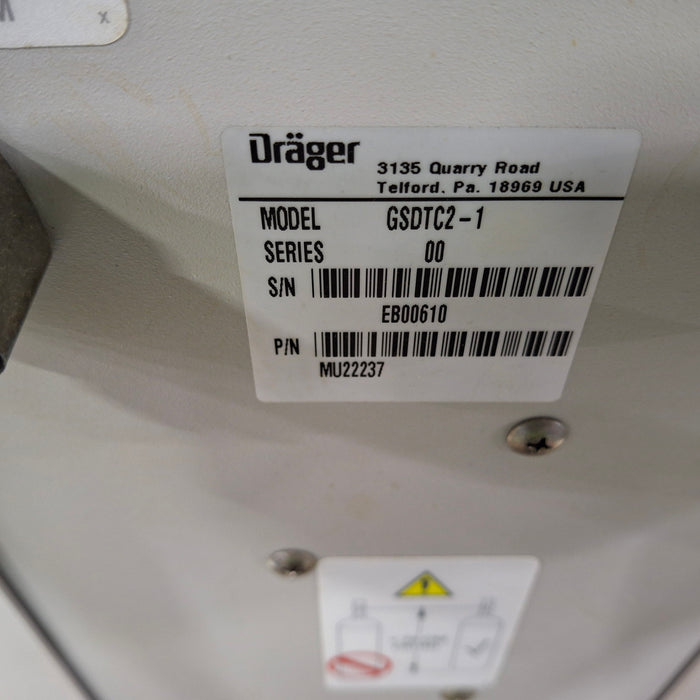 Dräger
3135 Quarry Road
Telford, Pa. 18969 USA
MODEL GSDTC2-1
SERIES 00
S/N
EB00610
P/N
MU22237